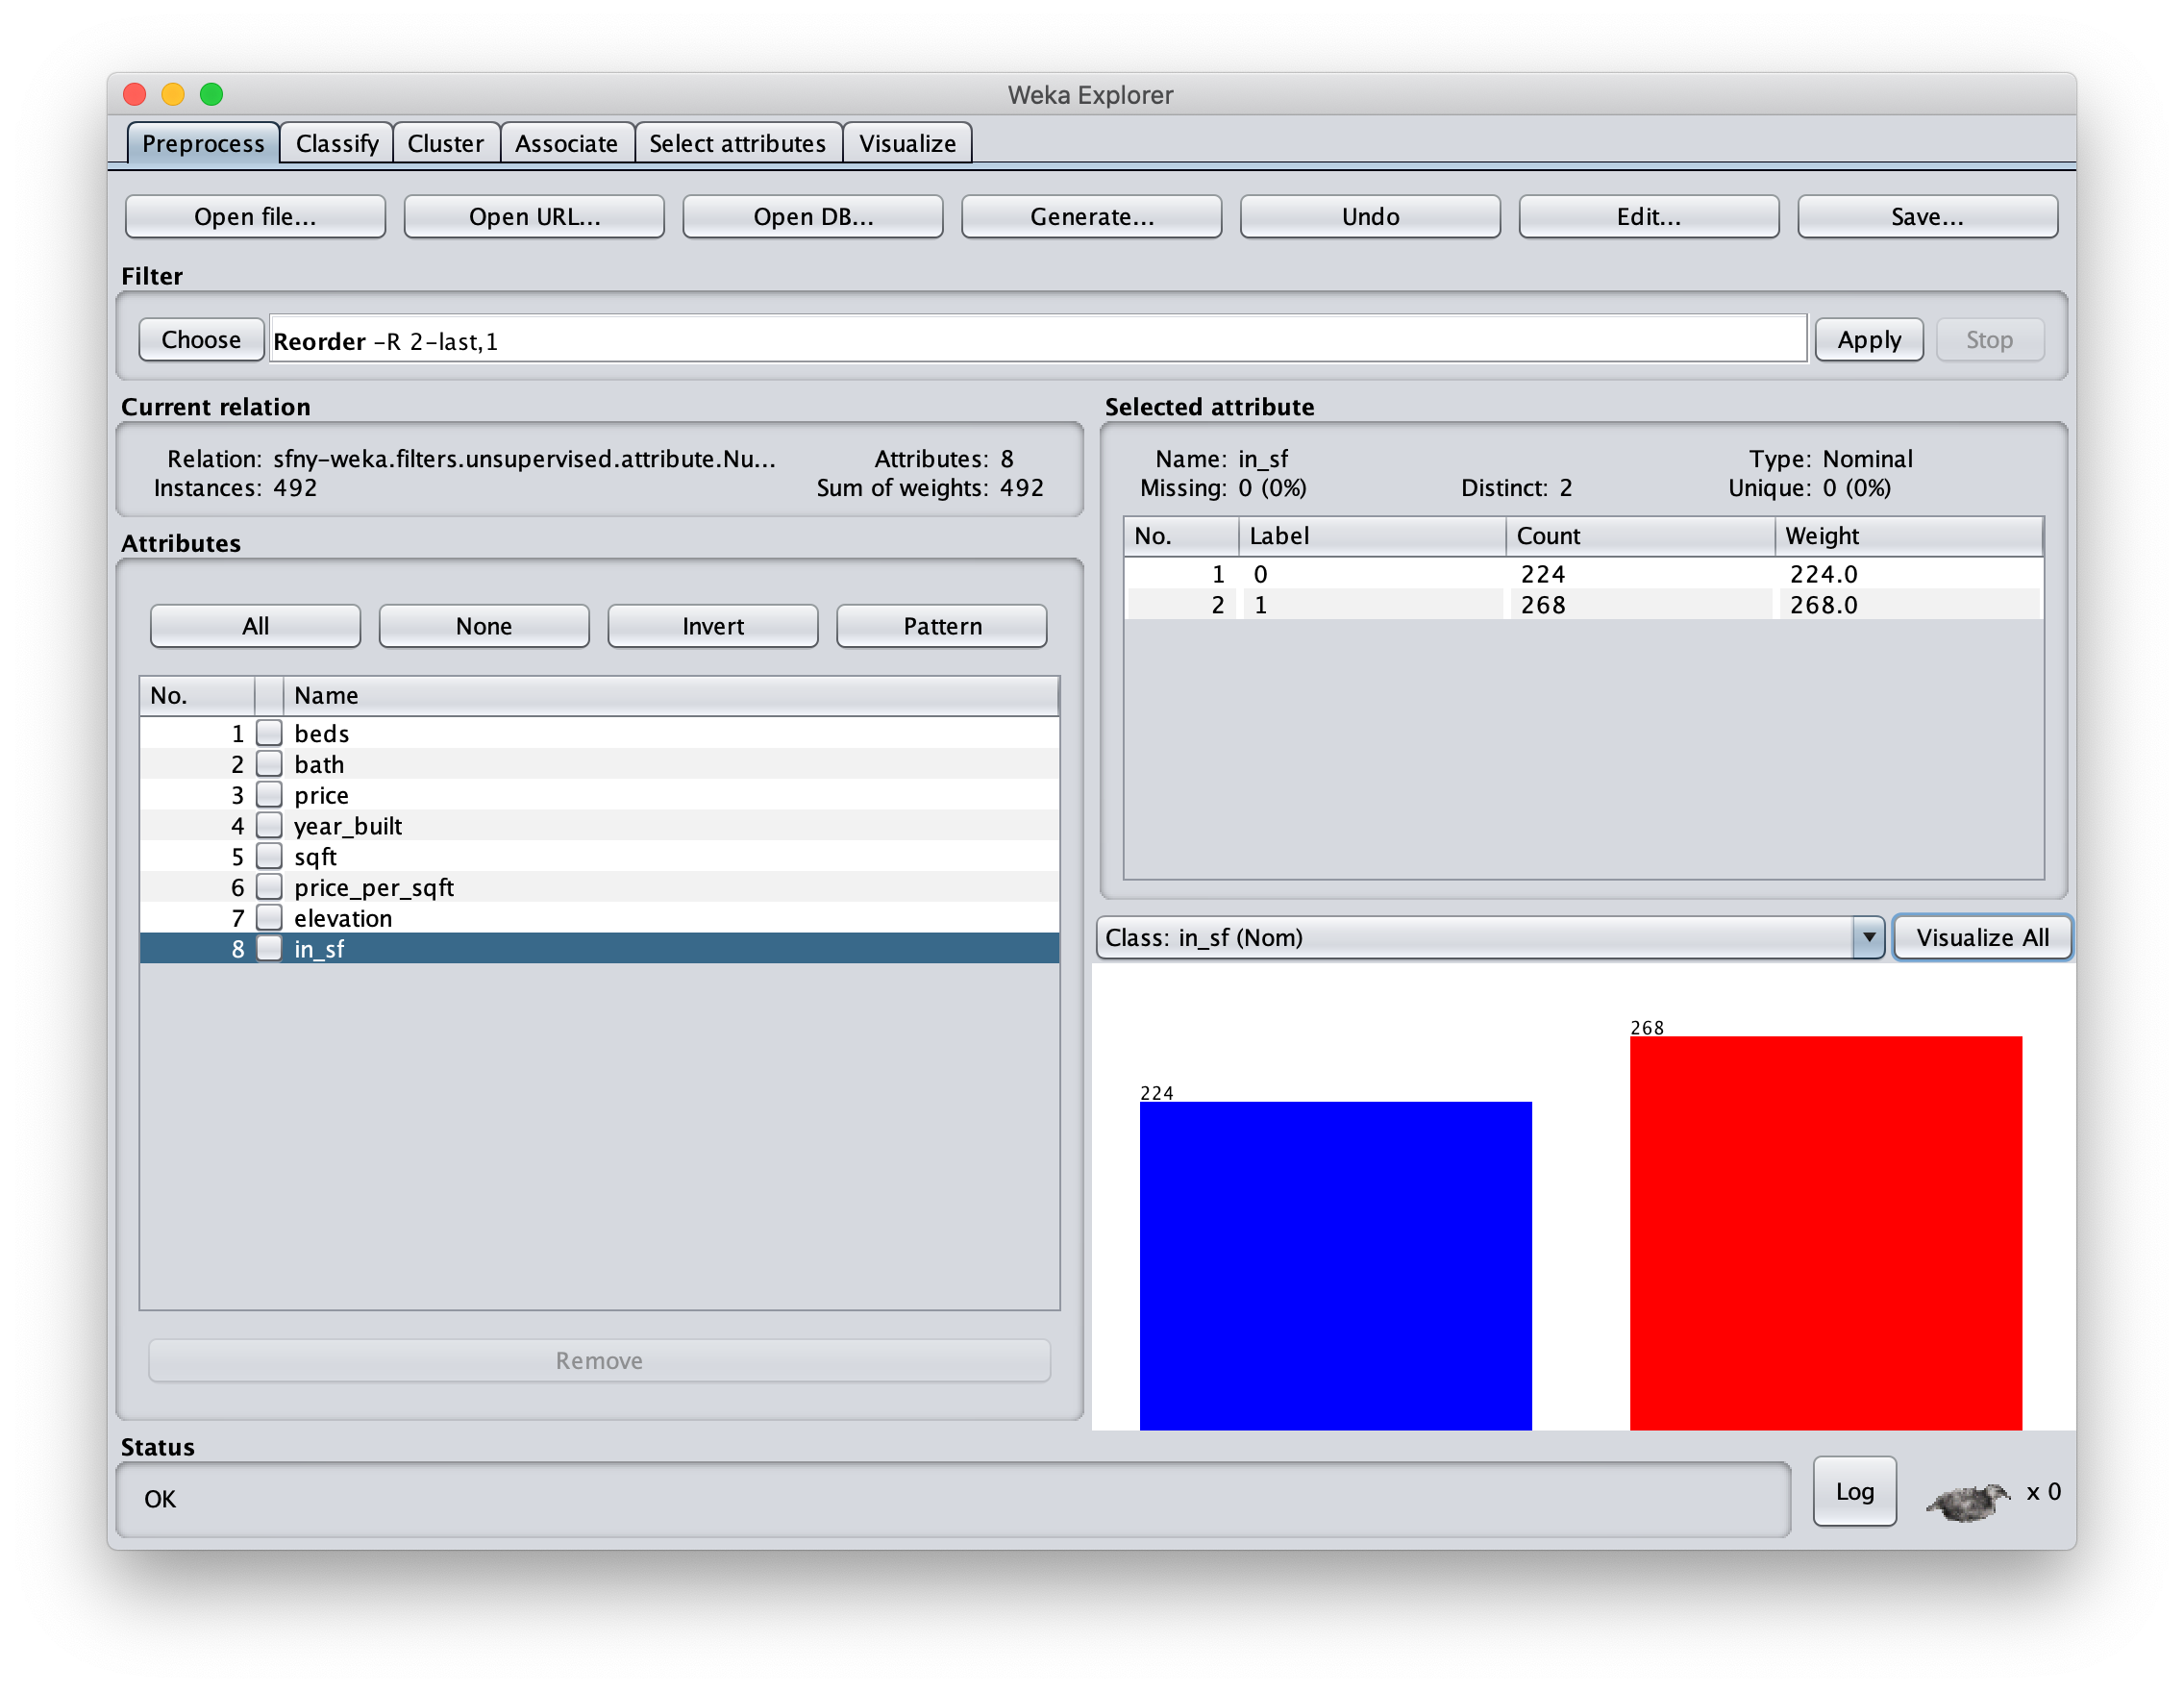 Weka Explorer
Preprocess Classify Cluster Associate Select attributes Visualize
Open file... Open URL... Open DB... Generate... Undo Edit... Save...
Filter
Choose Reorder -R 2-last,1 Apply Stop
Current relation
Relation: sfny-weka.filters.unsupervised.attribute.Nu... Attributes: 8
Instances: 492 Sum of weights: 492
Attributes
All None Invert Pattern
No. Name
1 beds
2 bath
3 price
4 year_built
5 sqft
6 price_per_sqft
7 elevation
8 in_sf
Remove
Selected attribute
Name: in_sf Type: Nominal
Missing: 0 (0%) Distinct: 2 Unique: 0 (0%)
No. Label Count Weight
1 0 224 224.0
2 1 268 268.0
Class: in_sf (Nom) Visualize All
224
268
Status
OK
Log x 0